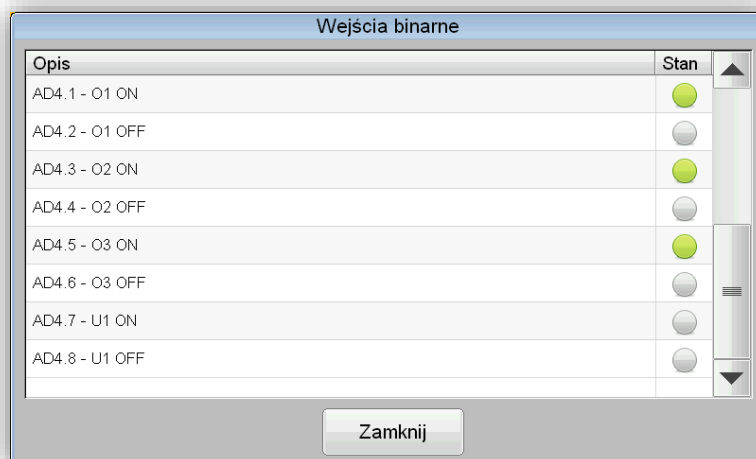 Wejścia binarne
Opis Stan
AD4.1 - O1 ON
AD4.2 - O1 OFF
AD4.3 - O2 ON
AD4.4 - O2 OFF
AD4.5 - O3 ON
AD4.6 - O3 OFF
AD4.7 - U1 ON
AD4.8 - U1 OFF
Zamknij